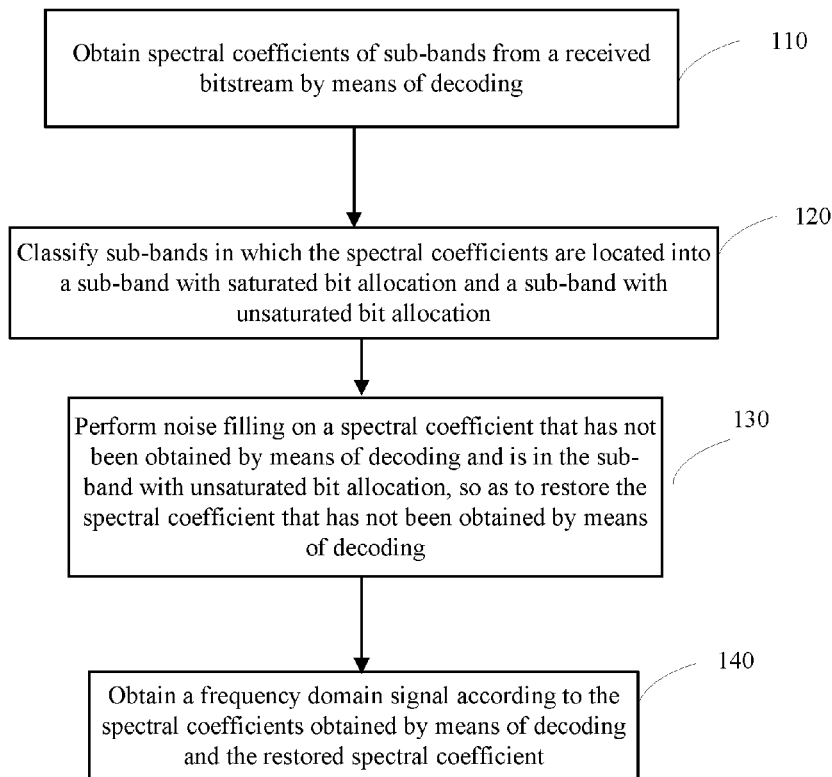 Obtain spectral coefficients of sub-bands from a received
bitstream by means of decoding
110
Classify sub-bands in which the spectral coefficients are located into
a sub-band with saturated bit allocation and a sub-band with
unsaturated bit allocation
120
Perform noise filling on a spectral coefficient that has not
been obtained by means of decoding and is in the sub-
band with unsaturated bit allocation, so as to restore the
spectral coefficient that has not been obtained by means
of decoding
130
Obtain a frequency domain signal according to the
spectral coefficients obtained by means of decoding
and the restored spectral coefficient
140